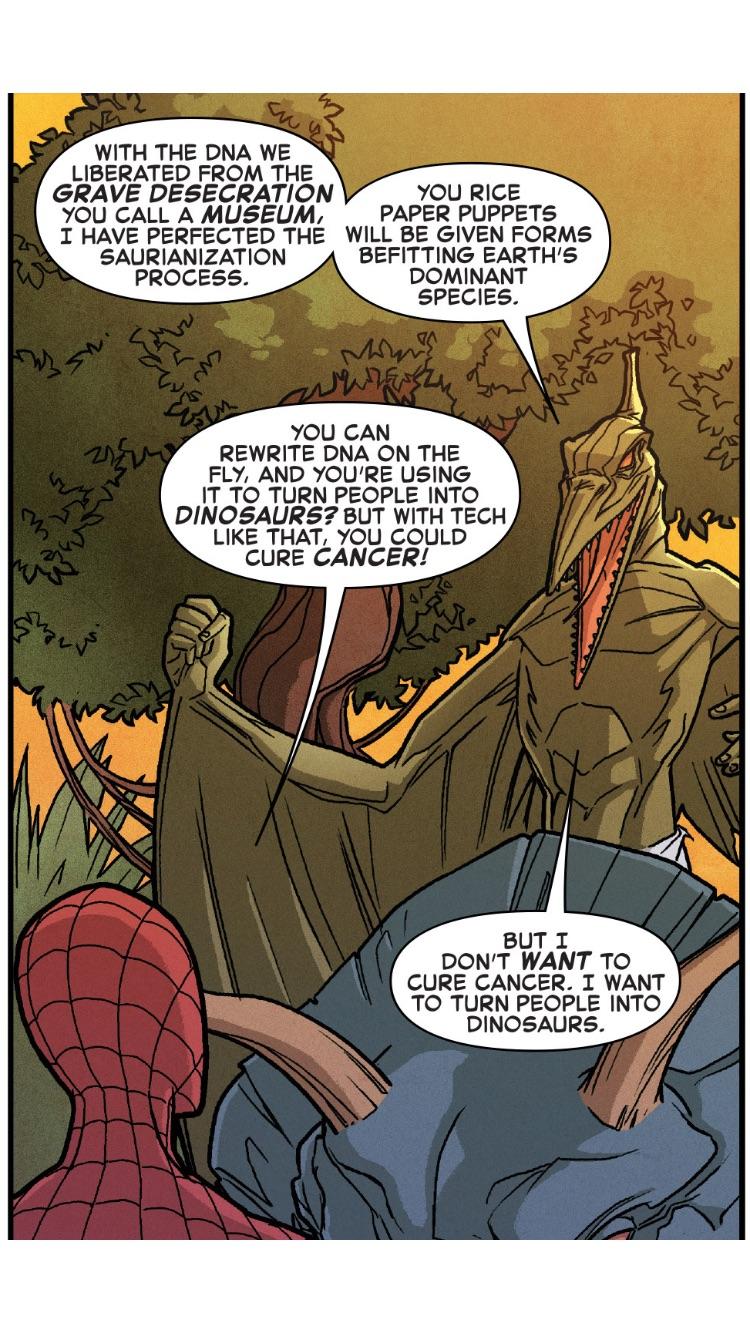 WITH THE DNA WE
LIBERATED FROM THE
GRAVE DESECRATION
YOU CALL A MUSEUM,
I HAVE PERFECTED THE
SAURIANIZATION
PROCESS.
YOU RICE
PAPER PUPPETS
WILL BE GIVEN FORMS
BEFITTING EARTH'S
DOMINANT
SPECIES.
YOU CAN
REWRITE DNA ON THE
FLY, AND YOU'RE USING
IT TO TURN PEOPLE INTO
DINOSAURS? BUT WITH TECH
LIKE THAT, YOU COULD
CURE CANCER!
BUT I
DON'T WANT TO
CURE CANCER. I WANT
TO TURN PEOPLE INTO
DINOSAURS.